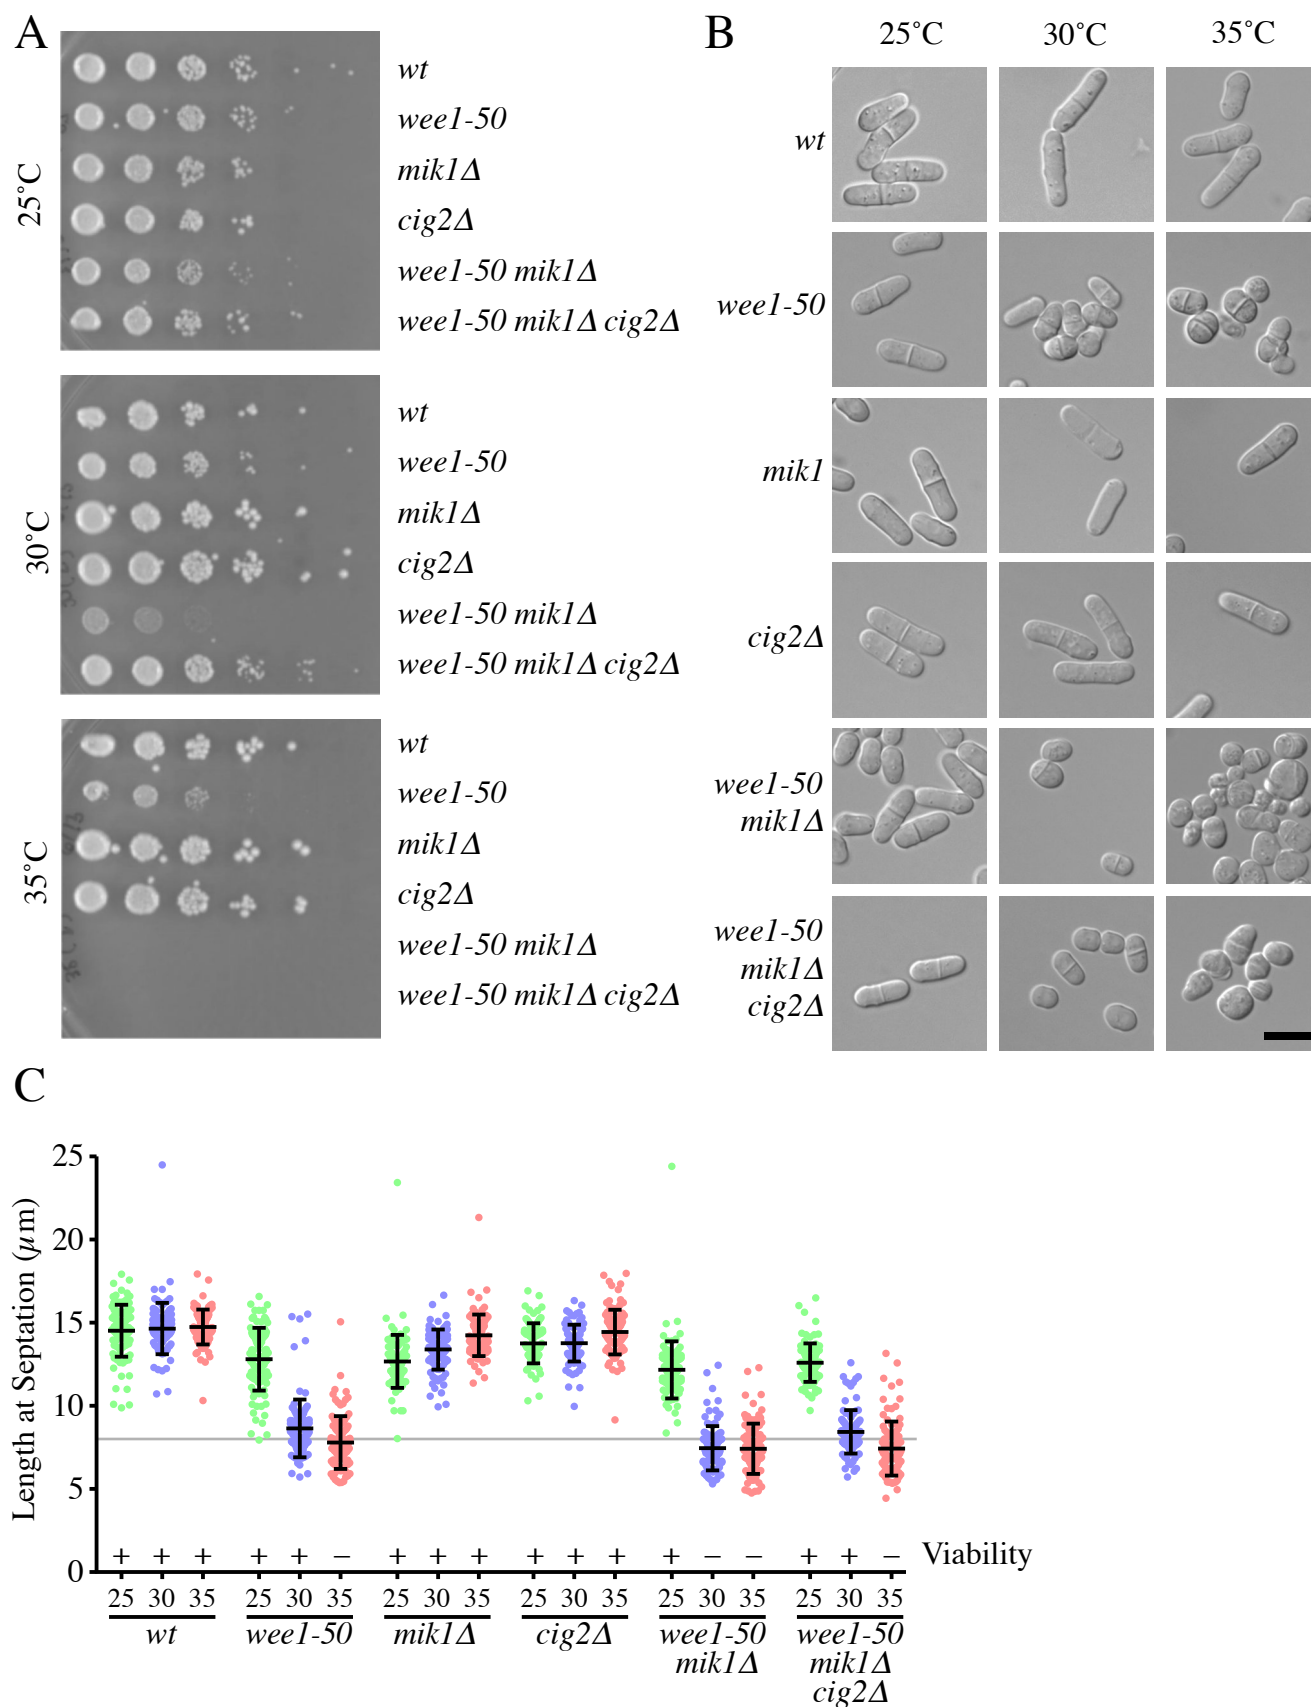 A
25˚C
wt
wee1-50
mik1Δ
cig2Δ
wee1-50 mik1Δ
wee1-50 mik1Δ cig2Δ
30˚C
wt
wee1-50
mik1Δ
cig2Δ
wee1-50 mik1Δ
wee1-50 mik1Δ cig2Δ
35˚C
wt
wee1-50
mik1Δ
cig2Δ
wee1-50 mik1Δ
wee1-50 mik1Δ cig2Δ
B
25˚C 30˚C 35˚C
wt
wee1-50
mik1
cig2Δ
wee1-50
mik1Δ
wee1-50
mik1Δ
cig2Δ
C
Length at Septation (μm)
25
20
15
10
5
0
+ + + + + − + + + + + + + − − + + − Viability
25 30 35 25 30 35 25 30 35 25 30 35 25 30 35 25 30 35
wt wee1-50 mik1Δ cig2Δ wee1-50 wee1-50
mik1Δ mik1Δ
cig2Δ